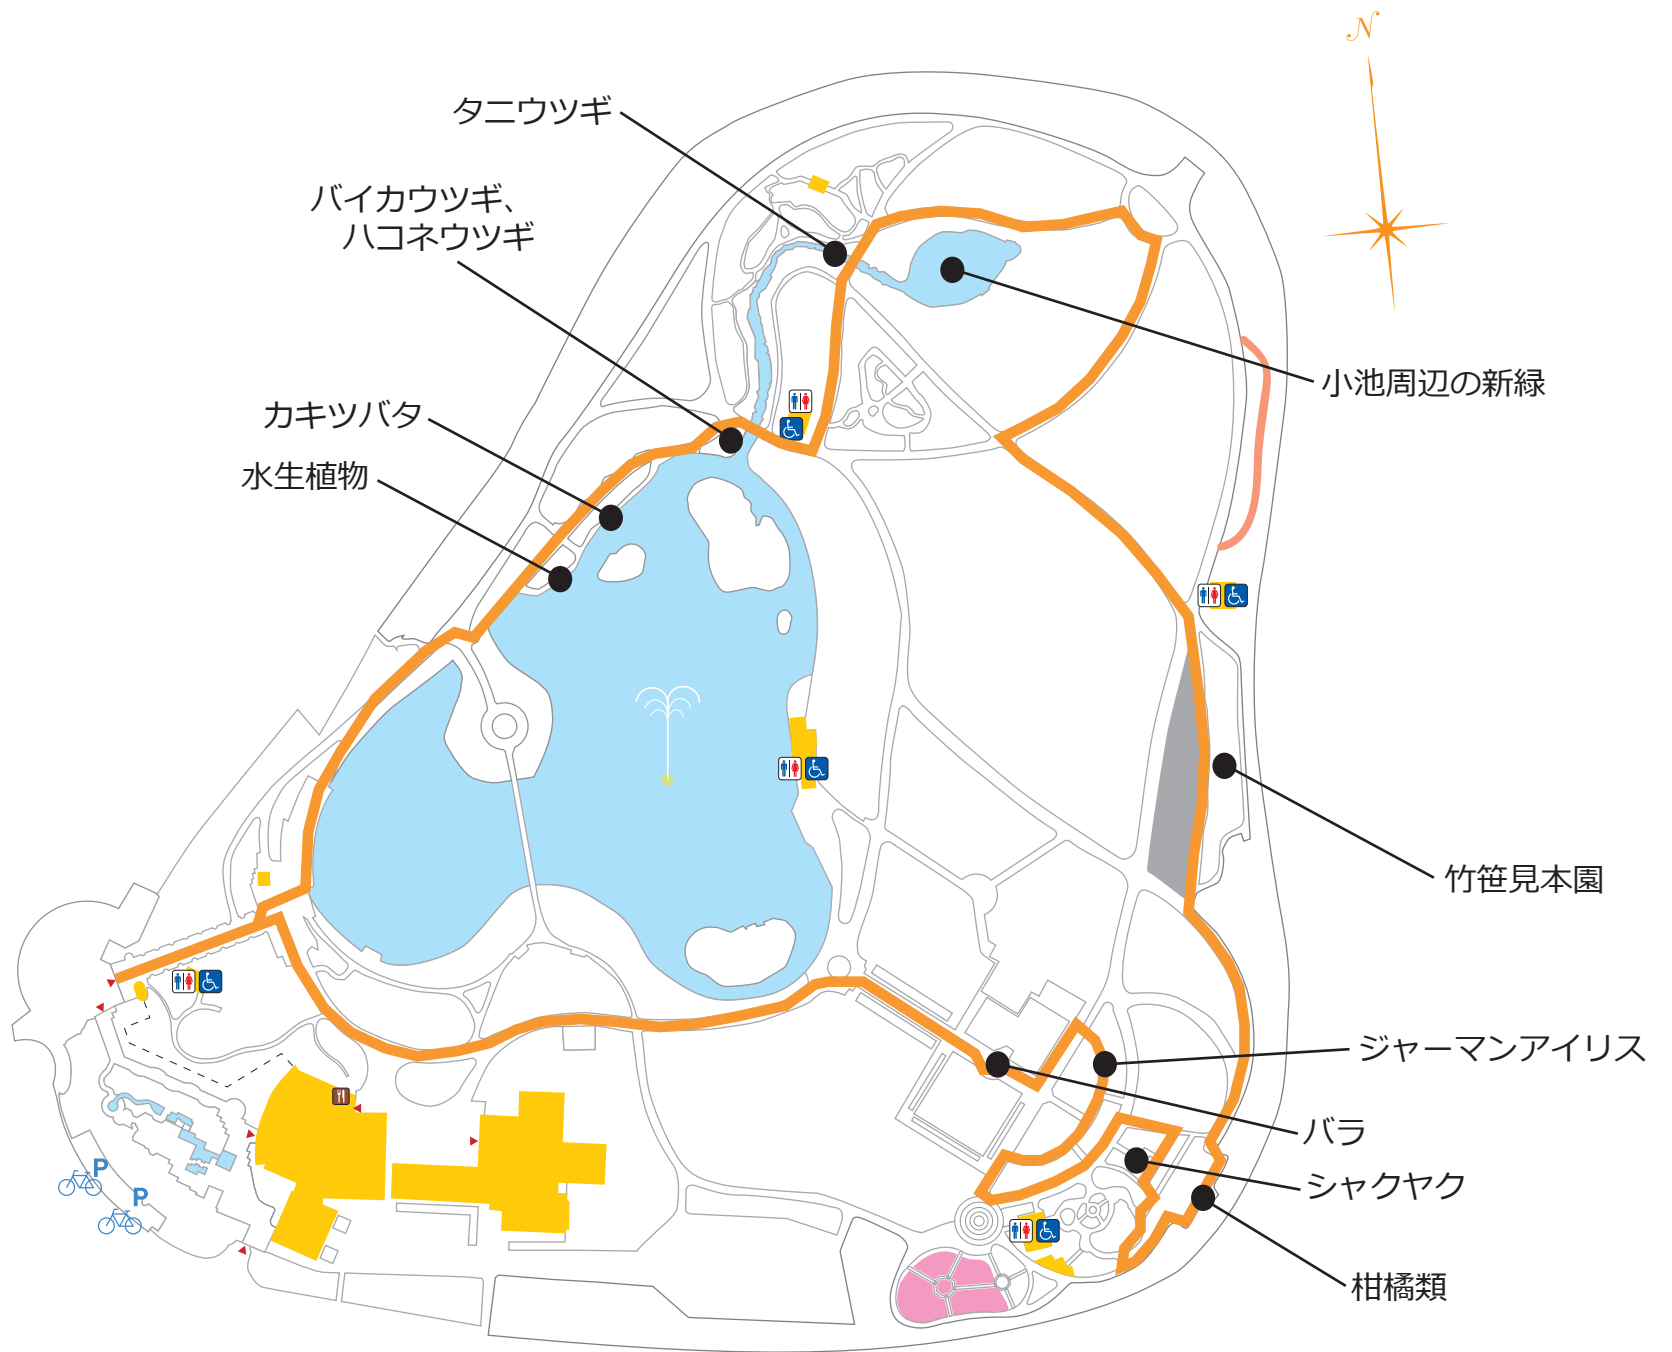 N
タニウツギ
バイカウツギ、
ハコネウツギ
小池周辺の新緑
カキツバタ
水生植物
竹笹見本園
ジャーマンアイリス
バラ
シャクヤク
柑橘類
P
P